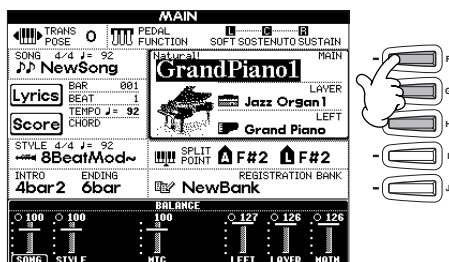 MAIN
TRANSPOSE 0
PEDAL FUNCTION
SOFT SOSTENUTO SUSTAIN
SONG 4/4 ♩= 92
NewSong
Natural! MAIN
GrandPiano1
Lyrics
BAR 001
BEAT 1
TEMPO ♩= 92
Score
CHORD
LAYER
Jazz Organ1
LEFT
Grand Piano
STYLE 4/4 ♩= 92
8BeatMod~
SPLIT POINT A F#2 L F#2
INTRO ENDING
4bar2 6bar
REGISTRATION BANK
NewBank
BALANCE
100 100 100 127 126 126
SONG STYLE MIC LEFT LAYER MAIN